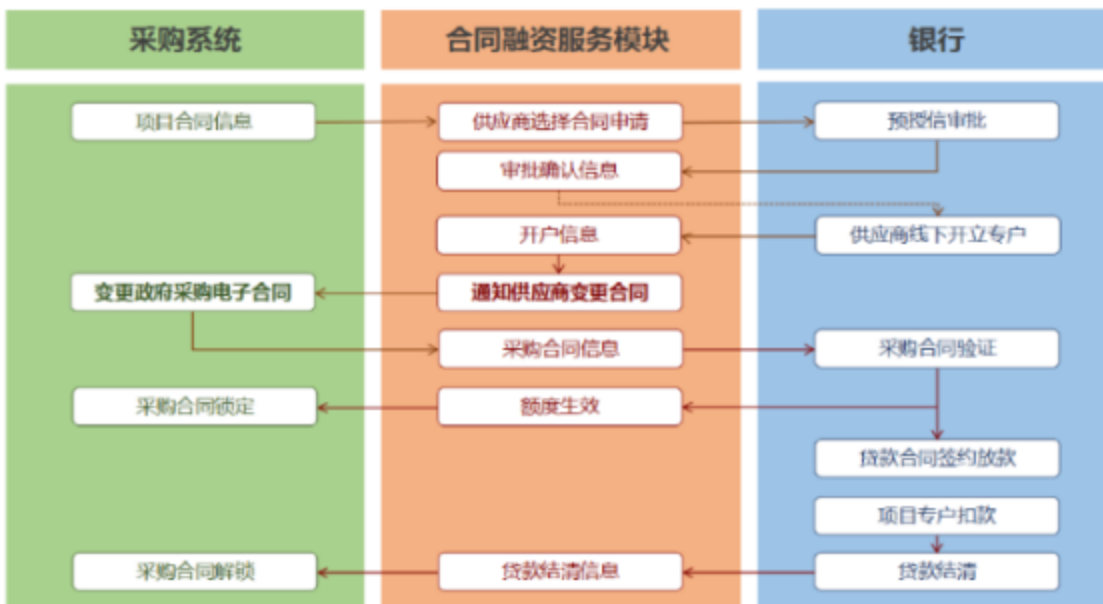 采购系统
合同融资服务模块
银行
项目合同信息
供应商选择合同申请
预授信审批
审批确认信息
开户信息
供应商线下开立专户
变更政府采购电子合同
通知供应商变更合同
采购合同信息
采购合同验证
采购合同锁定
额度生效
贷款合同签约放款
项目专户扣款
采购合同解锁
贷款结清信息
贷款结清